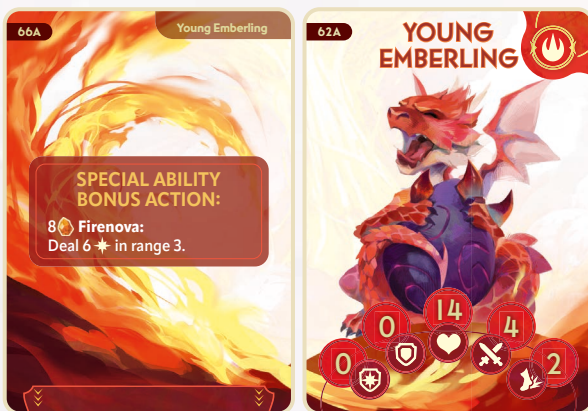 66A
Young Emberling
SPECIAL ABILITY
BONUS ACTION:
8 Firenova:
Deal 6 in range 3.
62A
YOUNG
EMBERLING
0
0
14
4
2